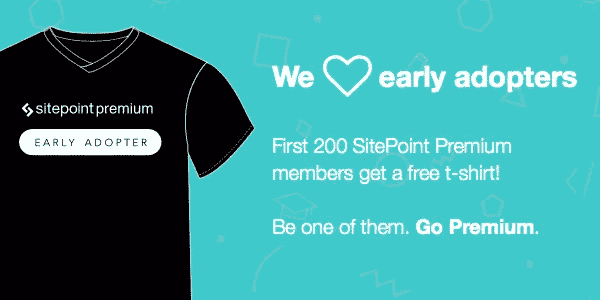 sitepoint premium
EARLY ADOPTER
We early adopters
First 200 SitePoint Premium
members get a free t-shirt!
Be one of them. Go Premium.